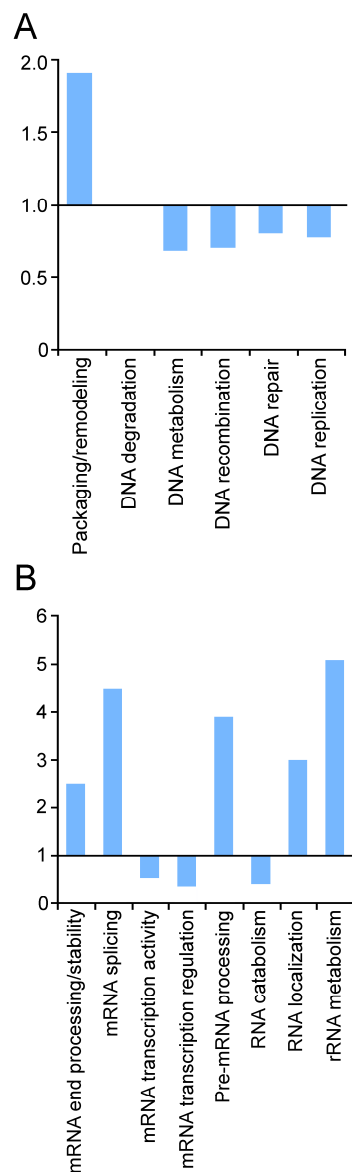 A
2.0
1.5
1.0
0.5
0
Packaging/remodeling
DNA degradation
DNA metabolism
DNA recombination
DNA repair
DNA replication
B
6
5
4
3
2
1
0
mRNA end processing/stability
mRNA splicing
mRNA transcription activity
mRNA transcription regulation
Pre-mRNA processing
RNA catabolism
RNA localization
rRNA metabolism